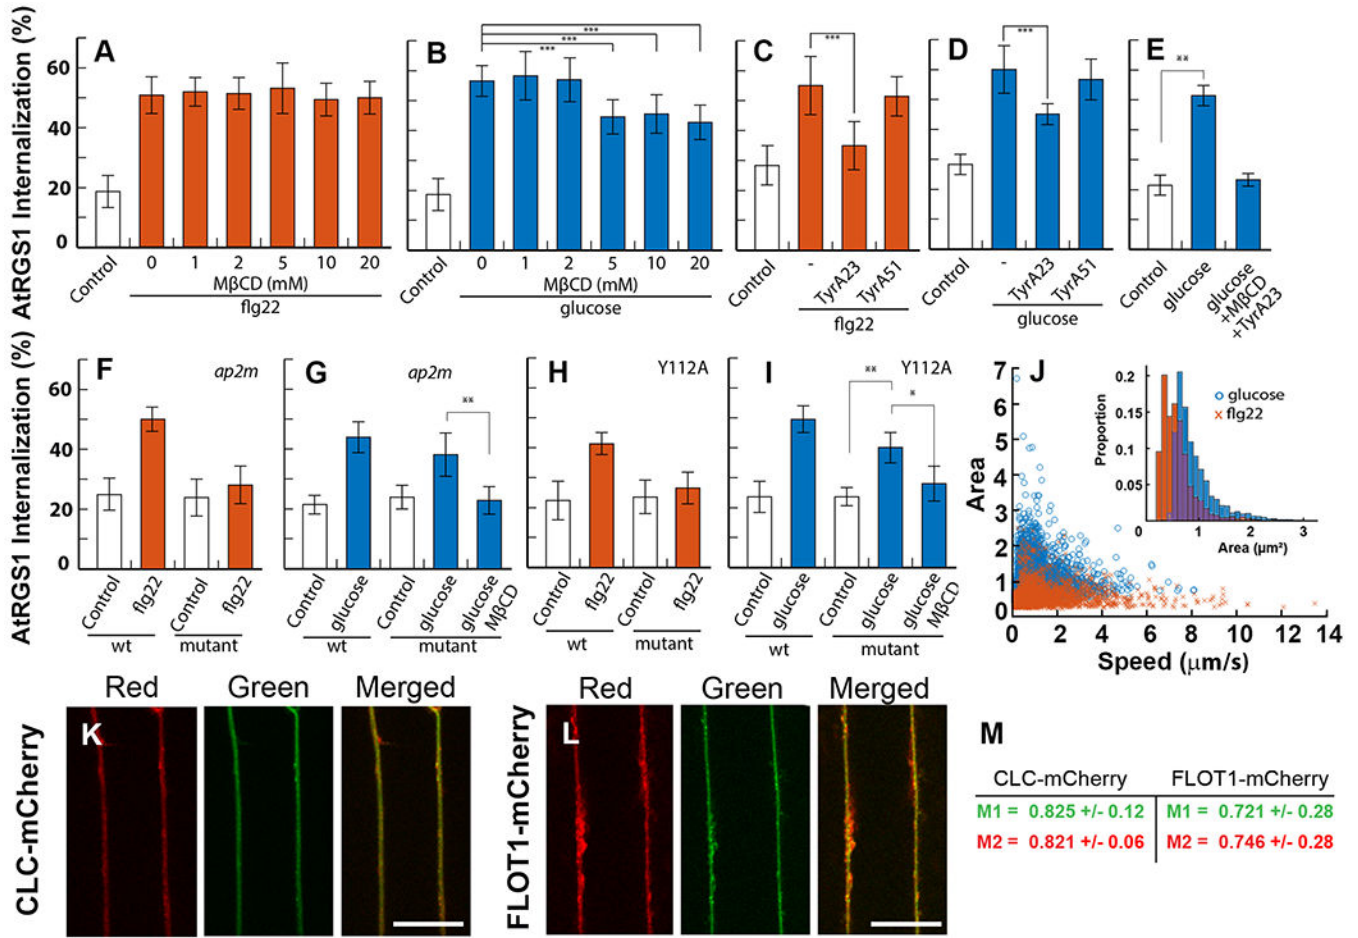 AtRGS1 Internalization (%)
A
60
40
20
0
Control
0
1
2
5
10
20
MβCD (mM)
flg22
B
***
***
***
Control
0
1
2
5
10
20
MβCD (mM)
glucose
C
***
Control
-
TyrA23
TyrA51
flg22
D
***
Control
-
TyrA23
TyrA51
glucose
E
**
Control
glucose
glucose
+MβCD
+TyrA23
AtRGS1 Internalization (%)
F
ap2m
60
40
20
0
Control
flg22
Control
flg22
wt
mutant
G
ap2m
**
Control
glucose
Control
glucose
glucose
MβCD
wt
mutant
H
Y112A
Control
flg22
Control
flg22
wt
mutant
I
Y112A
**
*
Control
glucose
Control
glucose
glucose
MβCD
wt
mutant
J
Area
7
6
5
4
3
2
1
0
0
2
4
6
8
10
12
14
Speed (μm/s)
Proportion
0.2
0.15
0.1
0.05
0
1
2
3
Area (μm²)
glucose
flg22
CLC-mCherry
Red
Green
Merged
K
FLOT1-mCherry
Red
Green
Merged
L
M
CLC-mCherry FLOT1-mCherry
M1 = 0.825 +/- 0.12 M1 = 0.721 +/- 0.28
M2 = 0.821 +/- 0.06 M2 = 0.746 +/- 0.28